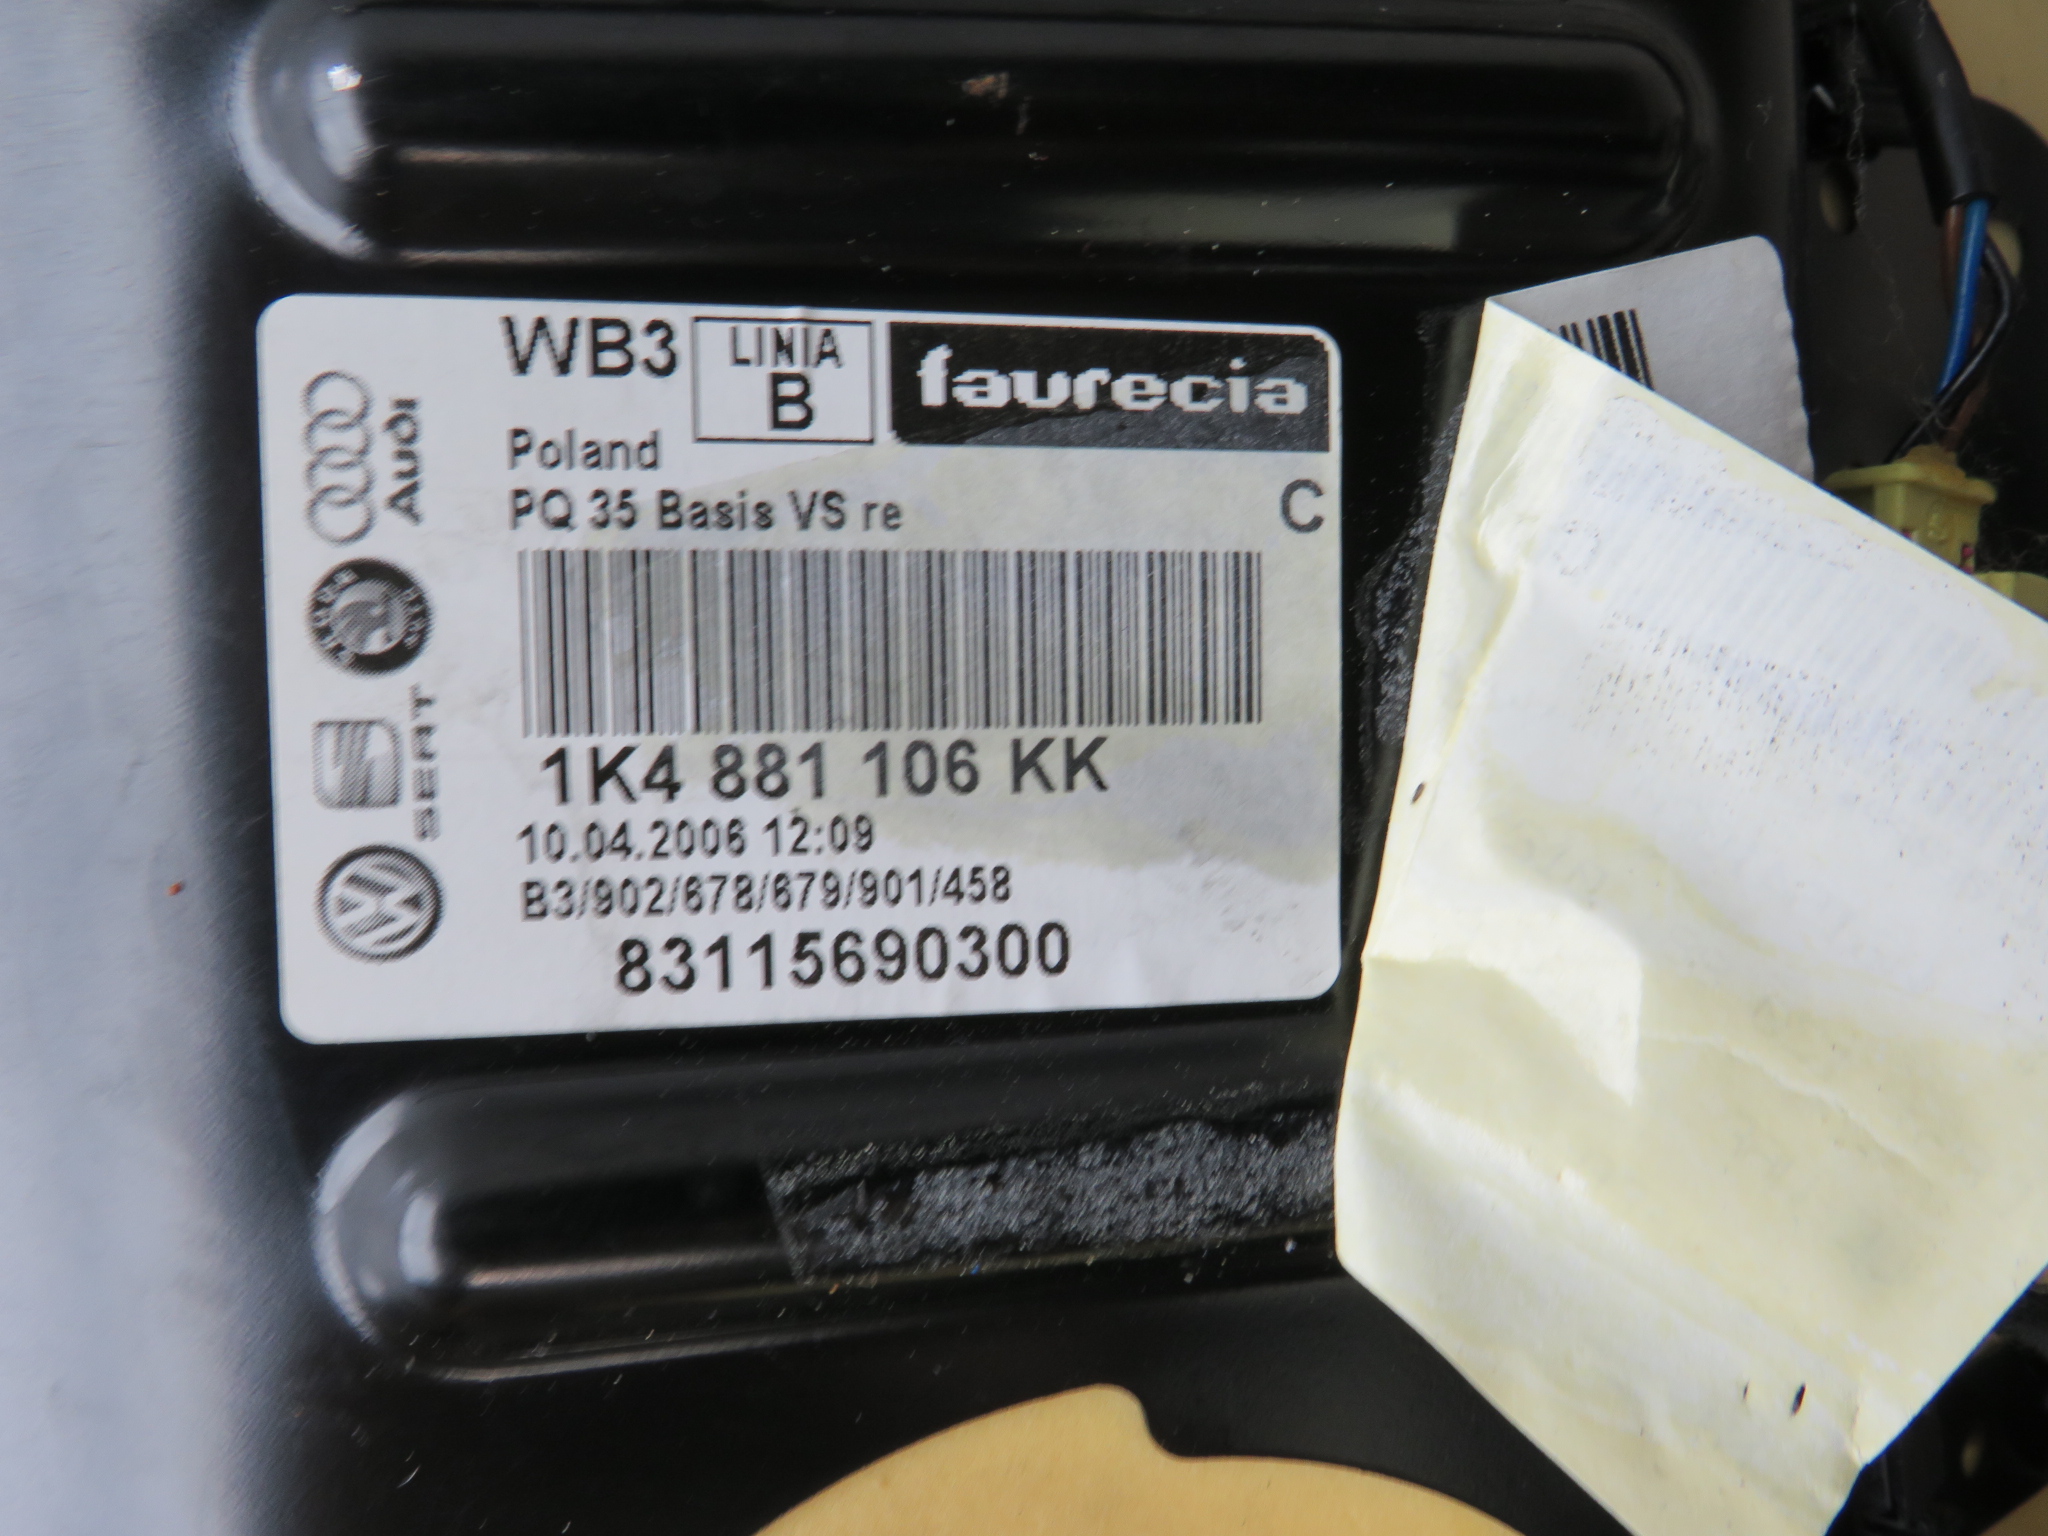 WB3
LINIA
B
faurecia
Poland
PQ 35 Basis VS re
C
1K4 881 106 KK
10.04.2006 12:09
B3/902/678/679/901/458
83115690300
Audi
SEAT